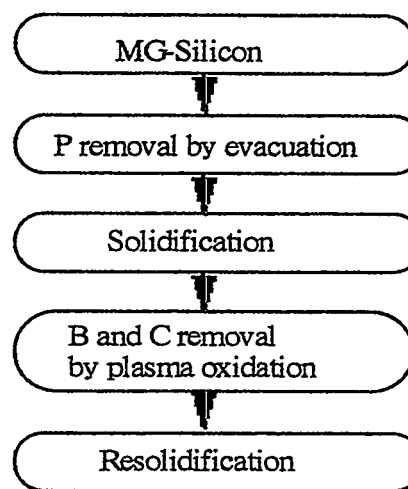 MG-Silicon
P removal by evacuation
Solidification
B and C removal
by plasma oxidation
Resolidification